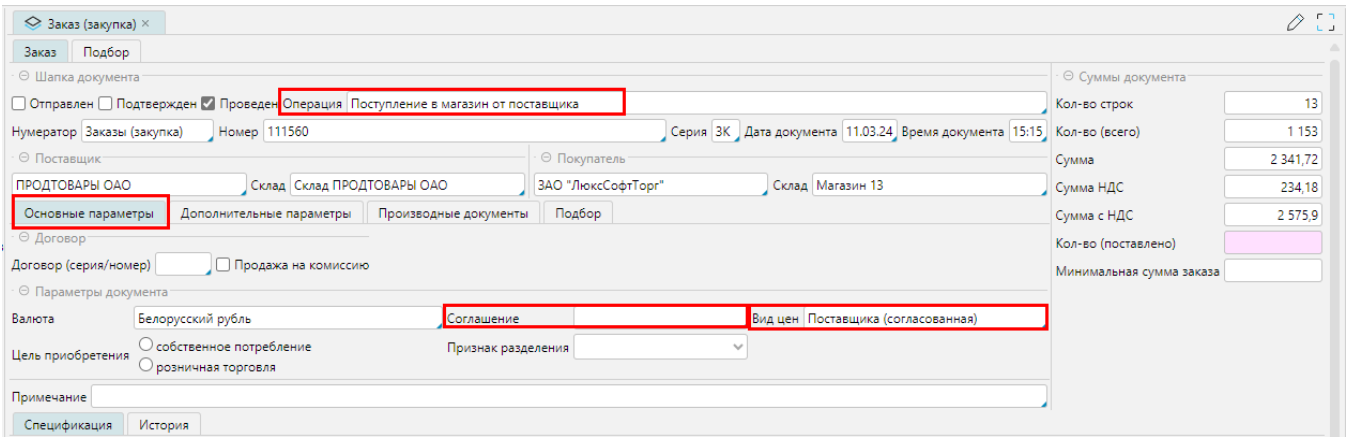 Заказ (закупка) ×
Заказ Подбор
Шапка документа
Отправлен Подтвержден Проведен Операция Поступление в магазин от поставщика
Нумератор Заказы (закупка) Номер 111560 Серия ЗК Дата документа 11.03.24 Время документа 15:15
Поставщик Покупатель
ПРОДТОВАРЫ ОАО Склад Склад ПРОДТОВАРЫ ОАО ЗАО "ЛюксСофтТорг" Склад Магазин 13
Основные параметры Дополнительные параметры Производные документы Подбор
Договор
Договор (серия/номер) Продажа на комиссию
Параметры документа
Валюта Белорусский рубль Соглашение Вид цен Поставщика (согласованная)
Цель приобретения собственное потребление Признак разделения
розничная торговля
Примечание
Спецификация История
Суммы документа
Кол-во строк 13
Кол-во (всего) 1 153
Сумма 2 341,72
Сумма НДС 234,18
Сумма с НДС 2 575,9
Кол-во (поставлено)
Минимальная сумма заказа